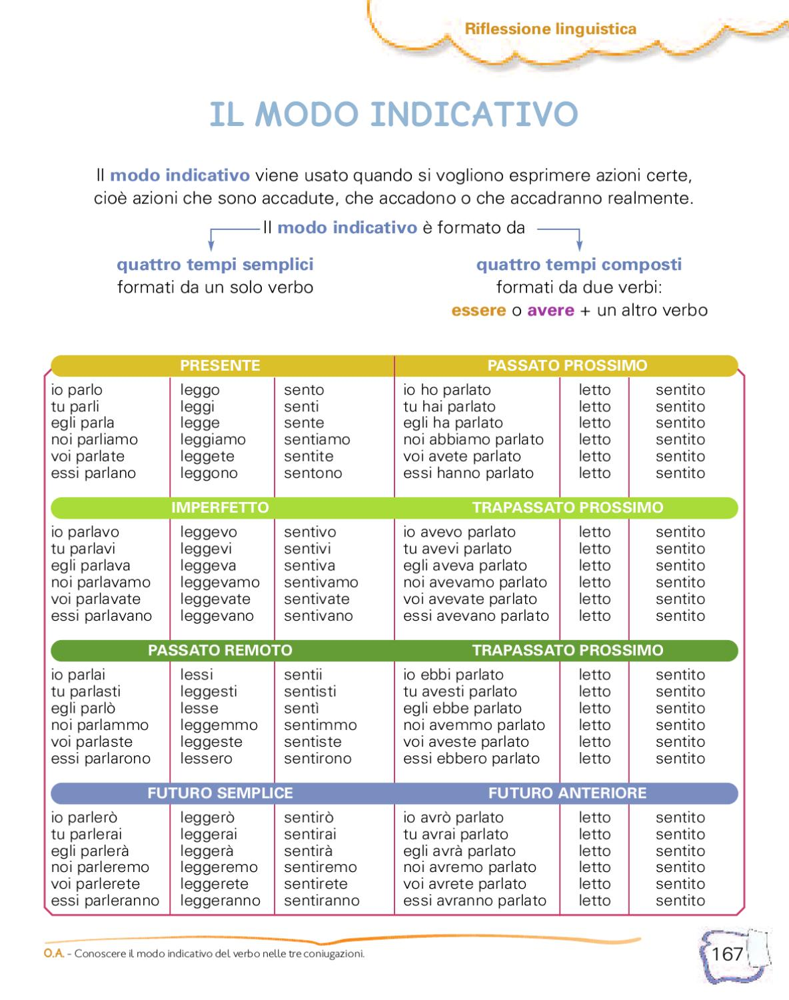 Riflessione linguistica
IL MODO INDICATIVO
Il modo indicativo viene usato quando si vogliono esprimere azioni certe,
cioè azioni che sono accadute, che accadono o che accadranno realmente.
Il modo indicativo è formato da
quattro tempi semplici quattro tempi composti
formati da un solo verbo formati da due verbi:
essere o avere + un altro verbo
PRESENTE PASSATO PROSSIMO
io parlo leggo sento io ho parlato letto sentito
tu parli leggi senti tu hai parlato letto sentito
egli parla legge sente egli ha parlato letto sentito
noi parliamo leggiamo sentiamo noi abbiamo parlato letto sentito
voi parlate leggete sentite voi avete parlato letto sentito
essi parlano leggono sentono essi hanno parlato letto sentito
IMPERFETTO TRAPASSATO PROSSIMO
io parlavo leggevo sentivo io avevo parlato letto sentito
tu parlavi leggevi sentivi tu avevi parlato letto sentito
egli parlava leggeva sentiva egli aveva parlato letto sentito
noi parlavamo leggevamo sentivamo noi avevamo parlato letto sentito
voi parlavate leggevate sentivate voi avevate parlato letto sentito
essi parlavano leggevano sentivano essi avevano parlato letto sentito
PASSATO REMOTO TRAPASSATO PROSSIMO
io parlai lessi sentii io ebbi parlato letto sentito
tu parlasti leggesti sentisti tu avesti parlato letto sentito
egli parlò lesse sentì egli ebbe parlato letto sentito
noi parlammo leggemmo sentimmo noi avemmo parlato letto sentito
voi parlaste leggeste sentiste voi aveste parlato letto sentito
essi parlarono lessero sentirono essi ebbero parlato letto sentito
FUTURO SEMPLICE FUTURO ANTERIORE
io parlerò leggerò sentirò io avrò parlato letto sentito
tu parlerai leggerai sentirai tu avrai parlato letto sentito
egli parlerà leggerà sentirà egli avrà parlato letto sentito
noi parleremo leggeremo sentiremo noi avremo parlato letto sentito
voi parlerete leggerete sentirete voi avrete parlato letto sentito
essi parleranno leggeranno sentiranno essi avranno parlato letto sentito
O.A. - Conoscere il modo indicativo del verbo nelle tre coniugazioni.
167